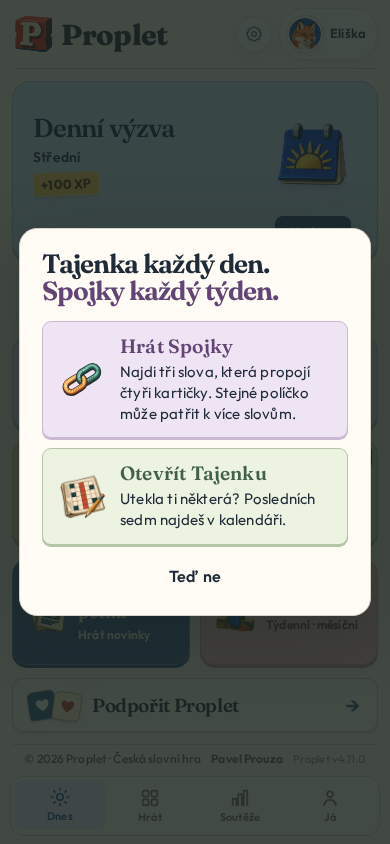 P Proplet
Eliška
Denní výzva
Střední
+100 XP
Tajenka každý den.
Spojky každý týden.
Hrát Spojky
Najdi tři slova, která propojí
čtyři kartičky. Stejné políčko
může patřit k více slovům.
Otevřít Tajenku
Utekla ti některá? Posledních
sedm najdeš v kalendáři.
Teď ne
Hrát novinky
Týdenní · měsíční
Podpořit Proplet
© 2026 Proplet · Česká slovní hra Pavel Prouza Proplet v4.11.0
Dnes
Hrát
Soutěže
Já